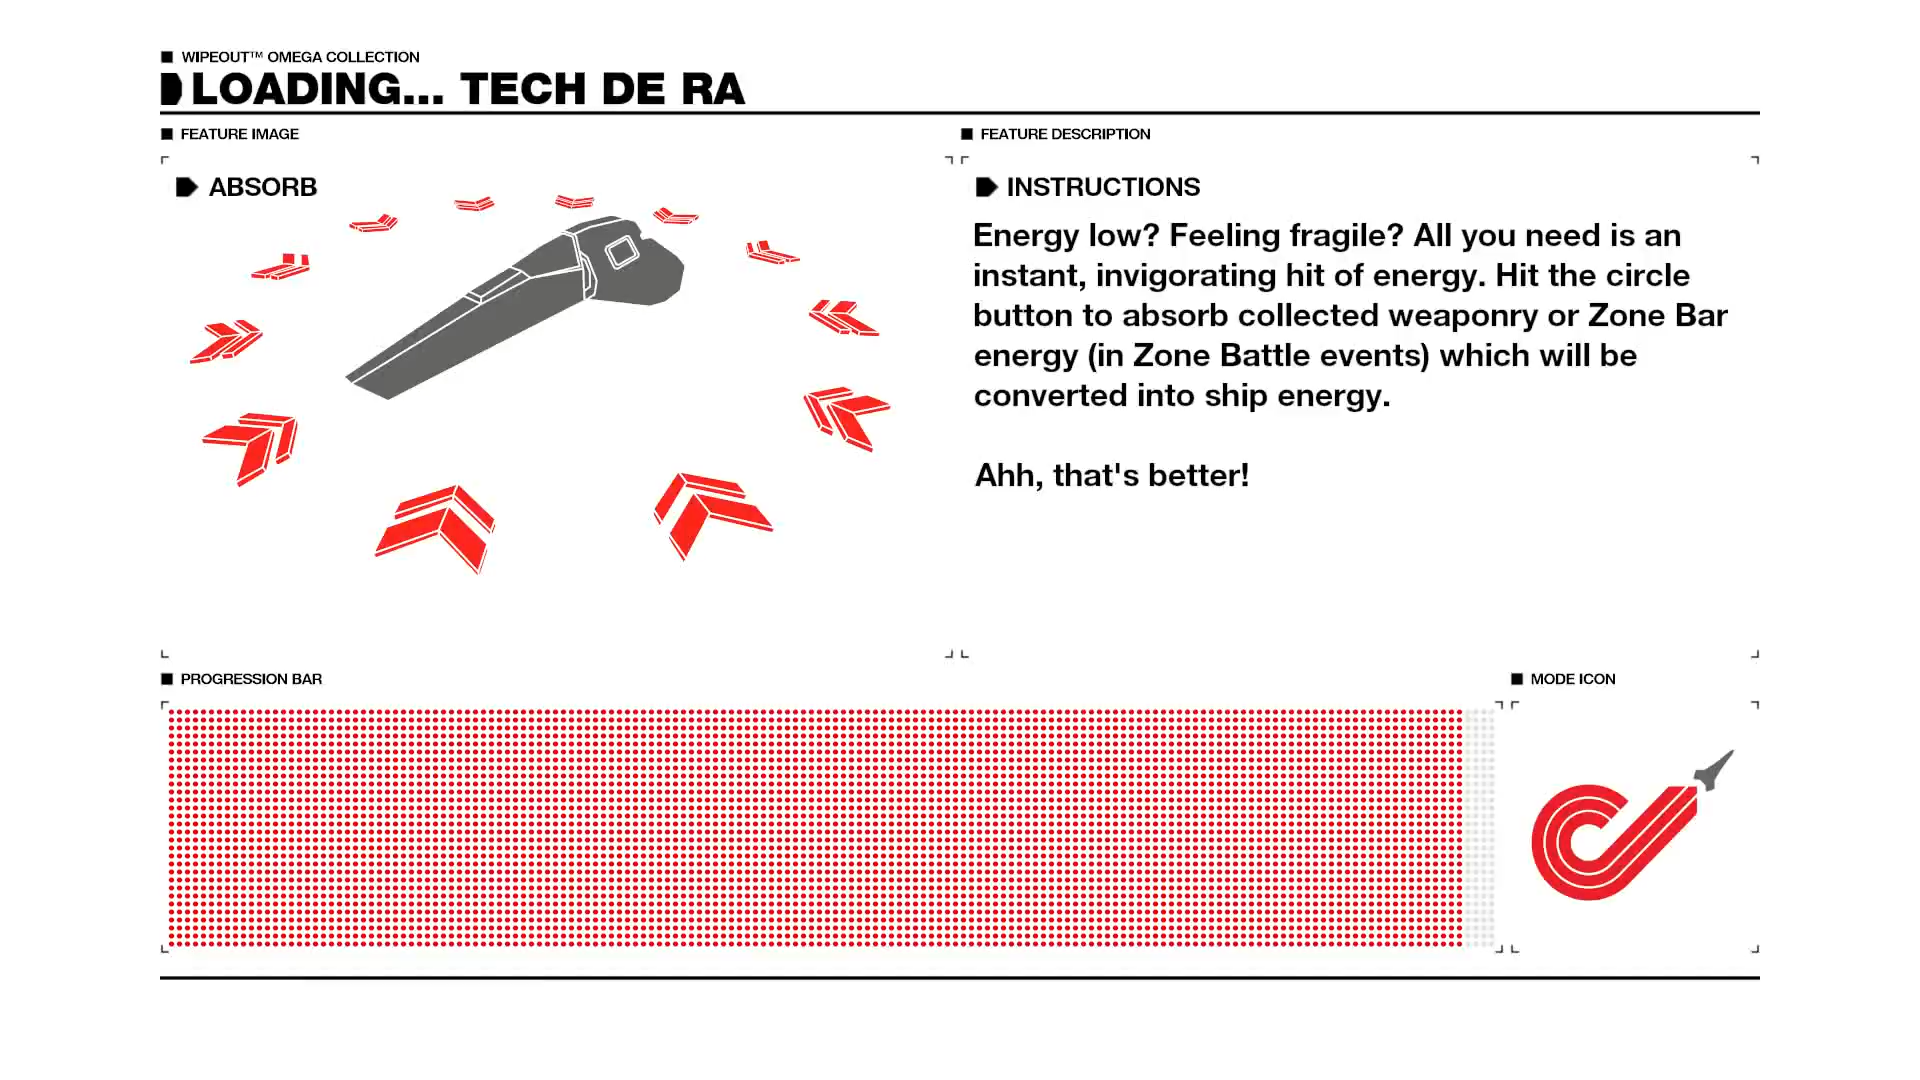 WIPEOUT™ OMEGA COLLECTION
LOADING... TECH DE RA
FEATURE IMAGE
ABSORB
FEATURE DESCRIPTION
INSTRUCTIONS
Energy low? Feeling fragile? All you need is an
instant, invigorating hit of energy. Hit the circle
button to absorb collected weaponry or Zone Bar
energy (in Zone Battle events) which will be
converted into ship energy.
Ahh, that's better!
PROGRESSION BAR
MODE ICON